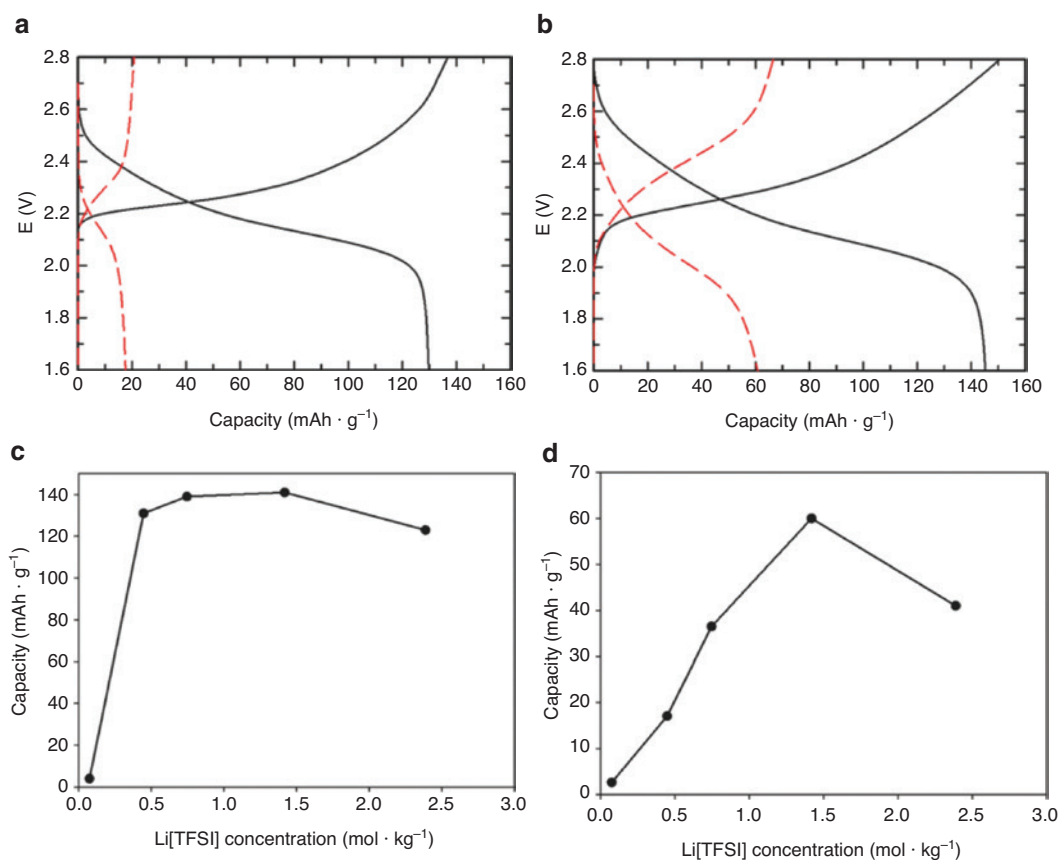 a
2.8
2.6
2.4
2.2
2.0
1.8
1.6
E (V)
0 20 40 60 80 100 120 140 160
Capacity (mAh · g⁻¹)
b
2.8
2.6
2.4
2.2
2.0
1.8
1.6
E (V)
0 20 40 60 80 100 120 140 160
Capacity (mAh · g⁻¹)
c
140
120
100
80
60
40
20
0
Capacity (mAh · g⁻¹)
0.0 0.5 1.0 1.5 2.0 2.5 3.0
Li[TFSI] concentration (mol · kg⁻¹)
d
70
60
50
40
30
20
10
0
Capacity (mAh · g⁻¹)
0.0 0.5 1.0 1.5 2.0 2.5 3.0
Li[TFSI] concentration (mol · kg⁻¹)